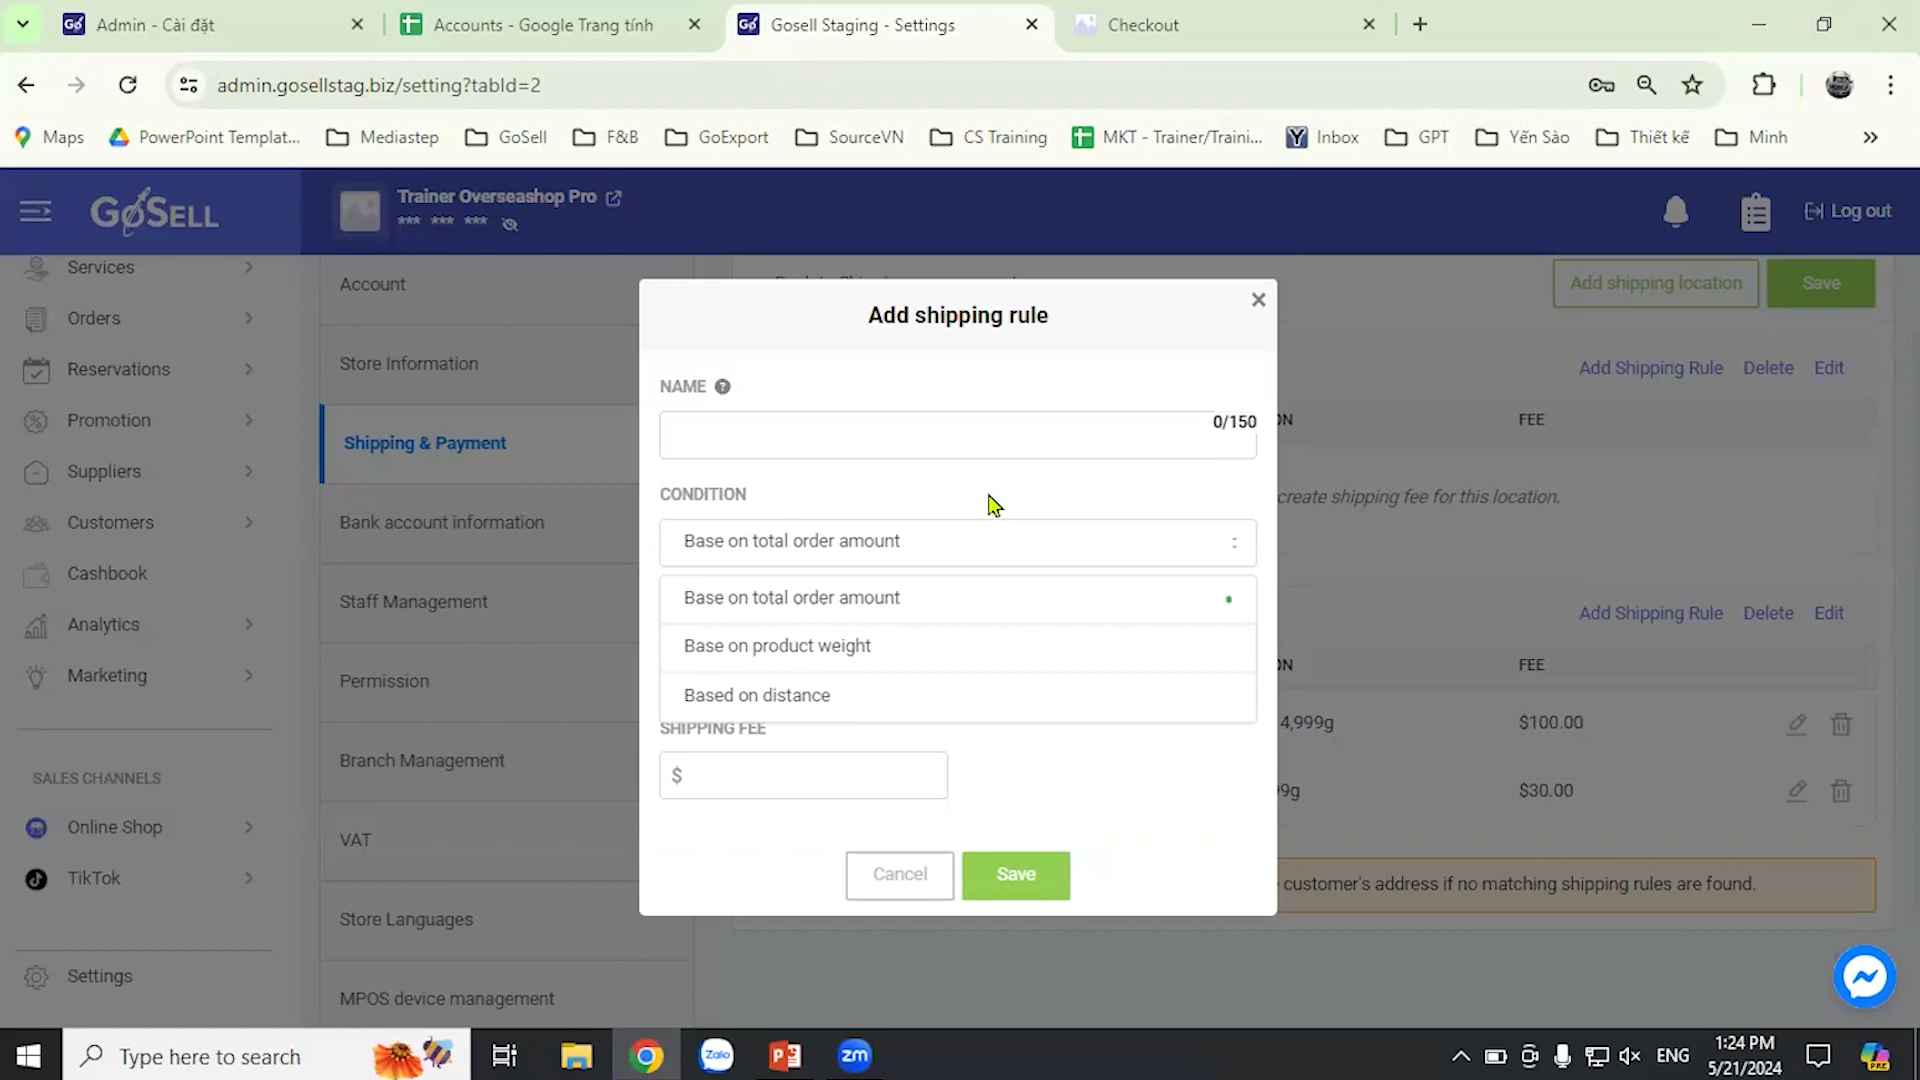 Admin - Cài đặt
Accounts - Google Trang tính
Gosell Staging - Settings
Checkout
admin.gosellstag.biz/setting?tabId=2
Maps
PowerPoint Templat...
Mediastep
GoSell
F&B
GoExport
SourceVN
CS Training
MKT - Trainer/Traini...
Inbox
GPT
Yến Sào
Thiết kế
Minh
GoSELL
Trainer Overseashop Pro
*** *** ***
Log out
Services
Orders
Reservations
Promotion
Suppliers
Customers
Cashbook
Analytics
Marketing
SALES CHANNELS
Online Shop
TikTok
Settings
Account
Store Information
Shipping & Payment
Bank account information
Staff Management
Permission
Branch Management
VAT
Store Languages
MPOS device management
Add shipping location
Save
Add Shipping Rule Delete Edit
ON
FEE
create shipping fee for this location.
Add Shipping Rule Delete Edit
ON
FEE
4,999g
$100.00
99g
$30.00
customer's address if no matching shipping rules are found.
Add shipping rule
NAME
0/150
CONDITION
Base on total order amount
Base on total order amount
Base on product weight
Based on distance
SHIPPING FEE
$
Cancel
Save
Type here to search
Zalo
zm
ENG
1:24 PM
5/21/2024